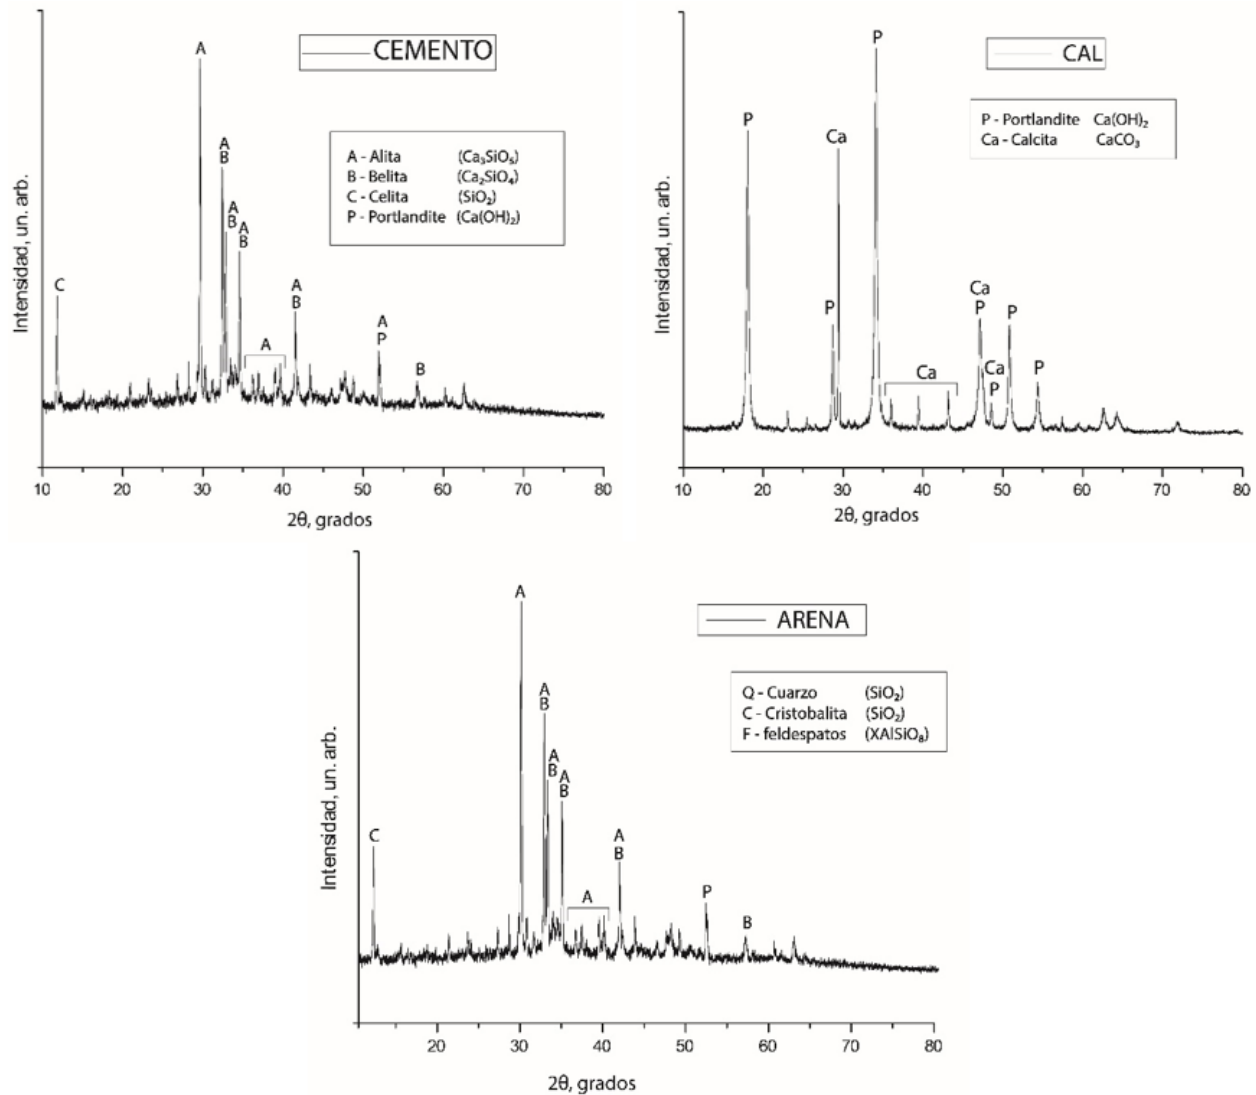 CEMENTO
A - Alita (Ca₃SiO₅)
B - Belita (Ca₂SiO₄)
C - Celita (SiO₂)
P - Portlandite (Ca(OH)₂)
Intensidad, un. arb.
C
A
A
B
A
B
A
B
A
A
B
A
P
B
10 20 30 40 50 60 70 80
2θ, grados
CAL
P - Portlandite Ca(OH)₂
Ca - Calcita CaCO₃
Intensidad, un. arb.
P
P
Ca
P
Ca
Ca
P
Ca
P
P
P
10 20 30 40 50 60 70 80
2θ, grados
ARENA
Q - Cuarzo (SiO₂)
C - Cristobalita (SiO₂)
F - feldespatos (XAlSiO₈)
Intensidad, un. arb.
C
A
A
B
A
B
A
B
A
A
B
P
B
20 30 40 50 60 70 80
2θ, grados